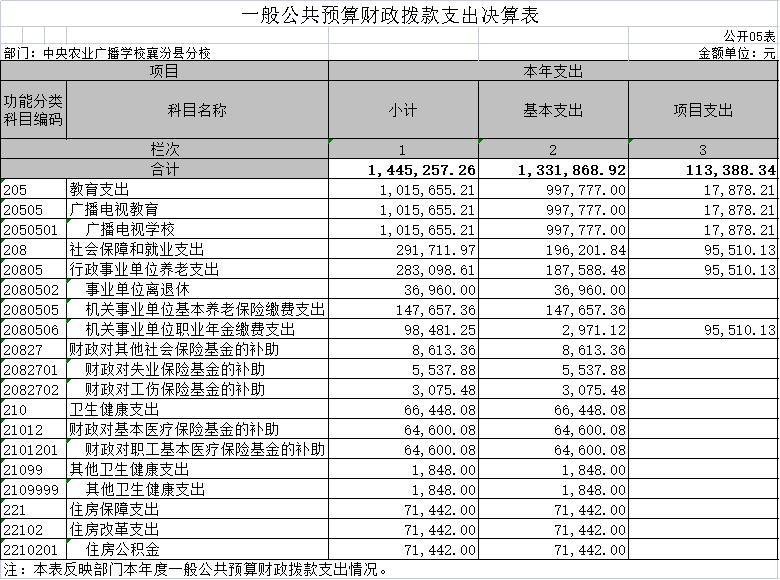 一般公共预算财政拨款支出决算表
公开05表
部门：中央农业广播学校襄汾县分校 金额单位：元
项目 本年支出
功能分类科目编码 科目名称 小计 基本支出 项目支出
栏次 1 2 3
合计 1,445,257.26 1,331,868.92 113,388.34
205 教育支出 1,015,655.21 997,777.00 17,878.21
20505 广播电视教育 1,015,655.21 997,777.00 17,878.21
2050501 广播电视学校 1,015,655.21 997,777.00 17,878.21
208 社会保障和就业支出 291,711.97 196,201.84 95,510.13
20805 行政事业单位养老支出 283,098.61 187,588.48 95,510.13
2080502 事业单位离退休 36,960.00 36,960.00
2080505 机关事业单位基本养老保险缴费支出 147,657.36 147,657.36
2080506 机关事业单位职业年金缴费支出 98,481.25 2,971.12 95,510.13
20827 财政对其他社会保险基金的补助 8,613.36 8,613.36
2082701 财政对失业保险基金的补助 5,537.88 5,537.88
2082702 财政对工伤保险基金的补助 3,075.48 3,075.48
210 卫生健康支出 66,448.08 66,448.08
21012 财政对基本医疗保险基金的补助 64,600.08 64,600.08
2101201 财政对职工基本医疗保险基金的补助 64,600.08 64,600.08
21099 其他卫生健康支出 1,848.00 1,848.00
2109999 其他卫生健康支出 1,848.00 1,848.00
221 住房保障支出 71,442.00 71,442.00
22102 住房改革支出 71,442.00 71,442.00
2210201 住房公积金 71,442.00 71,442.00
注：本表反映部门本年度一般公共预算财政拨款支出情况。